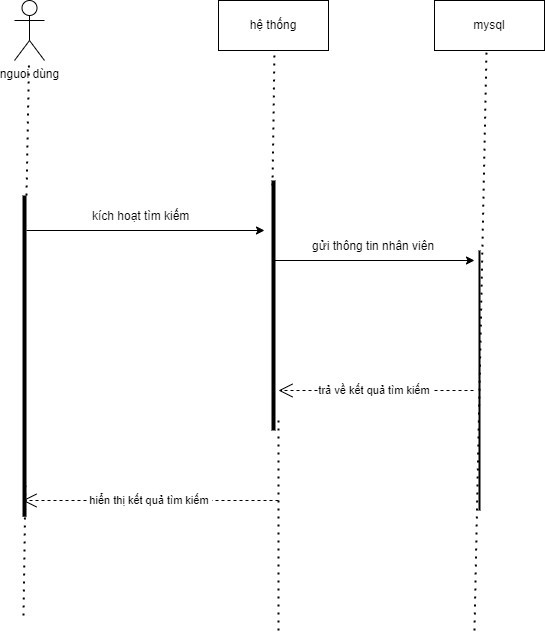 hệ thống
mysql
nguoi dùng
kích hoạt tìm kiếm
gửi thông tin nhân viên
trả về kết quả tìm kiếm
hiển thị kết quả tìm kiếm